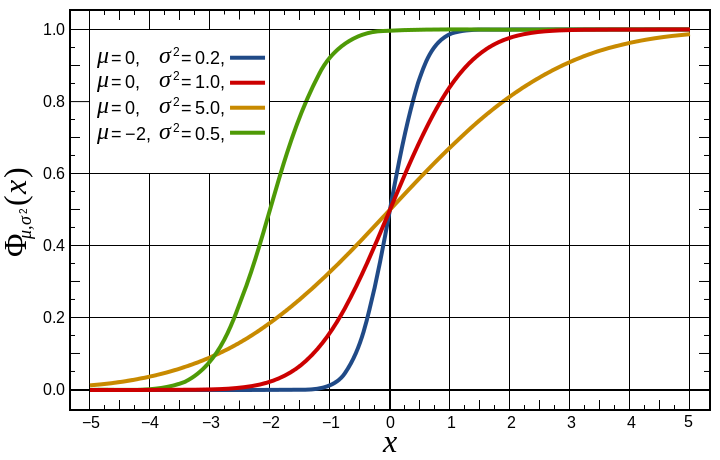 1.0
0.8
0.6
0.4
0.2
0.0
μ = 0, σ² = 0.2,
μ = 0, σ² = 1.0,
μ = 0, σ² = 5.0,
μ = −2, σ² = 0.5,
Φμ,σ²(x)
−5 −4 −3 −2 −1 0 1 2 3 4 5
x